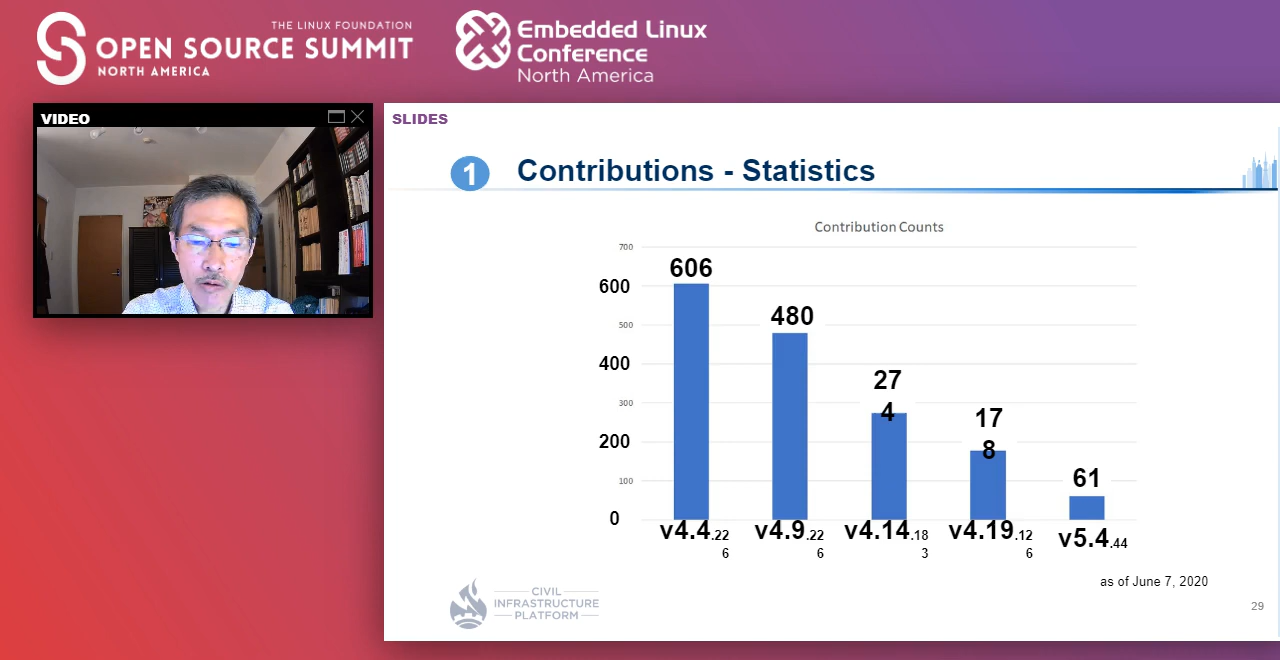 THE LINUX FOUNDATION
OPEN SOURCE SUMMIT
NORTH AMERICA
Embedded Linux
Conference
North America
VIDEO
SLIDES
1 Contributions - Statistics
Contribution Counts
700
600
500
400
300
200
100
0
606
480
27
4
17
8
61
v4.4.22
6
v4.9.22
6
v4.14.18
3
v4.19.12
6
v5.4.44
as of June 7, 2020
CIVIL
INFRASTRUCTURE
PLATFORM
29